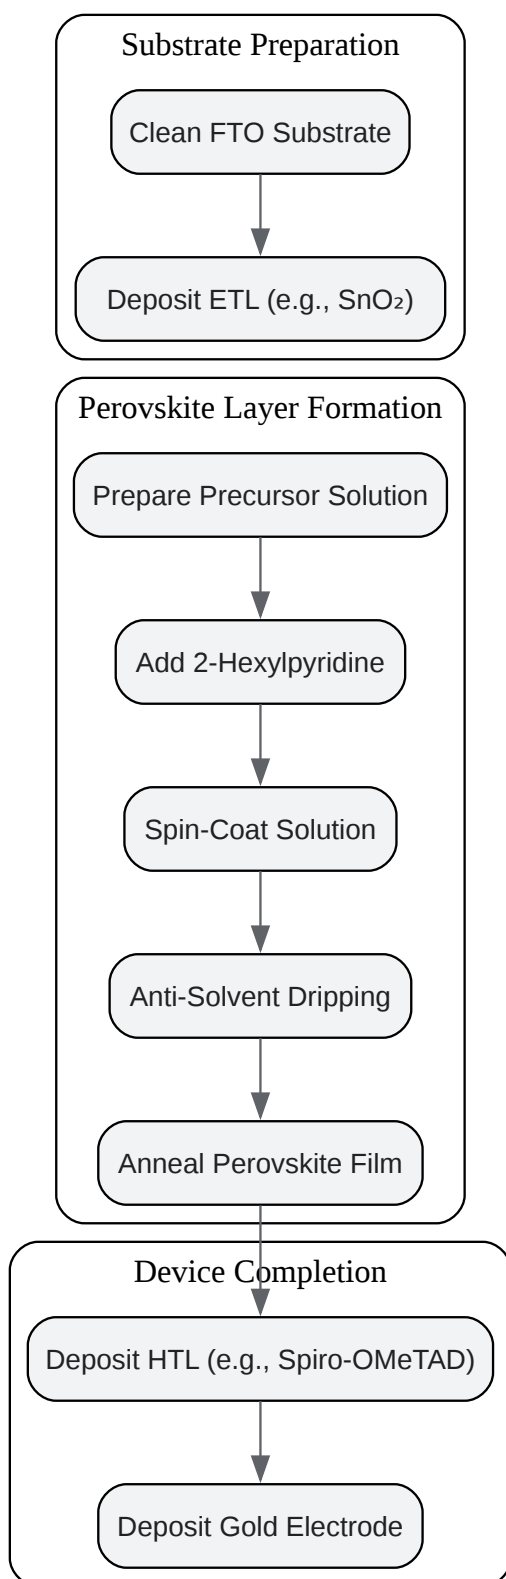 Substrate Preparation
Clean FTO Substrate
Deposit ETL (e.g., SnO₂)
Perovskite Layer Formation
Prepare Precursor Solution
Add 2-Hexylpyridine
Spin-Coat Solution
Anti-Solvent Dripping
Anneal Perovskite Film
Device Completion
Deposit HTL (e.g., Spiro-OMeTAD)
Deposit Gold Electrode